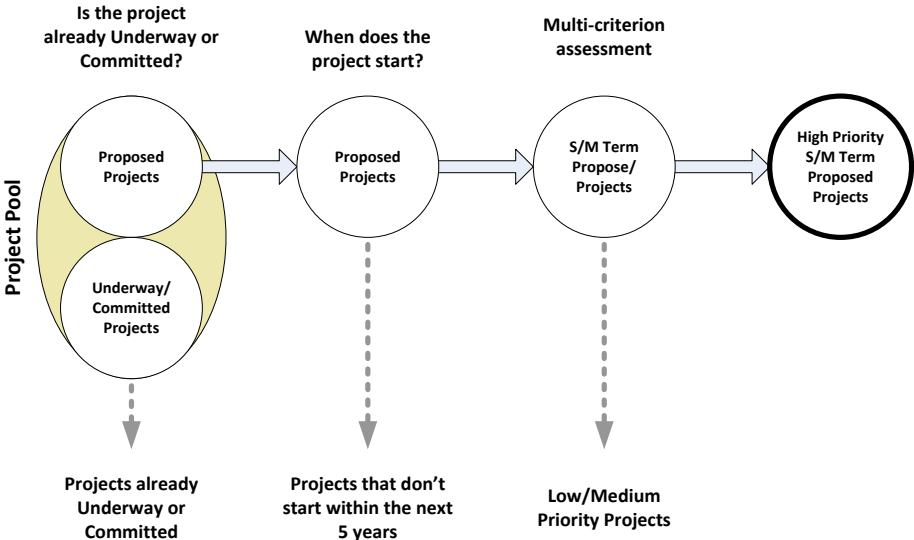 Is the project
already Underway or
Committed?
When does the
project start?
Multi-criterion
assessment
Project Pool
Proposed
Projects
Proposed
Projects
S/M Term
Propose/
Projects
High Priority
S/M Term
Proposed
Projects
Underway/
Committed
Projects
Projects already
Underway or
Committed
Projects that don't
start within the next
5 years
Low/Medium
Priority Projects